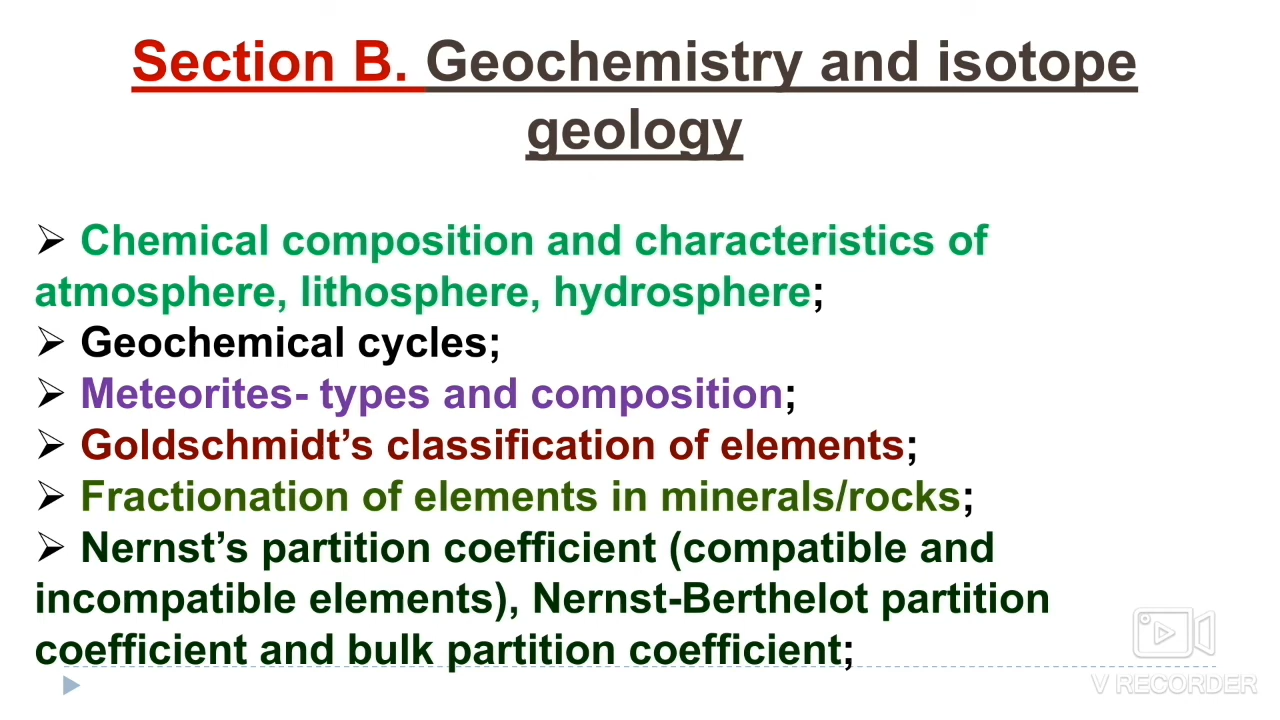 Section B. Geochemistry and isotope
geology
➢ Chemical composition and characteristics of
atmosphere, lithosphere, hydrosphere;
➢ Geochemical cycles;
➢ Meteorites- types and composition;
➢ Goldschmidt’s classification of elements;
➢ Fractionation of elements in minerals/rocks;
➢ Nernst’s partition coefficient (compatible and
incompatible elements), Nernst-Berthelot partition
coefficient and bulk partition coefficient;
V RECORDER